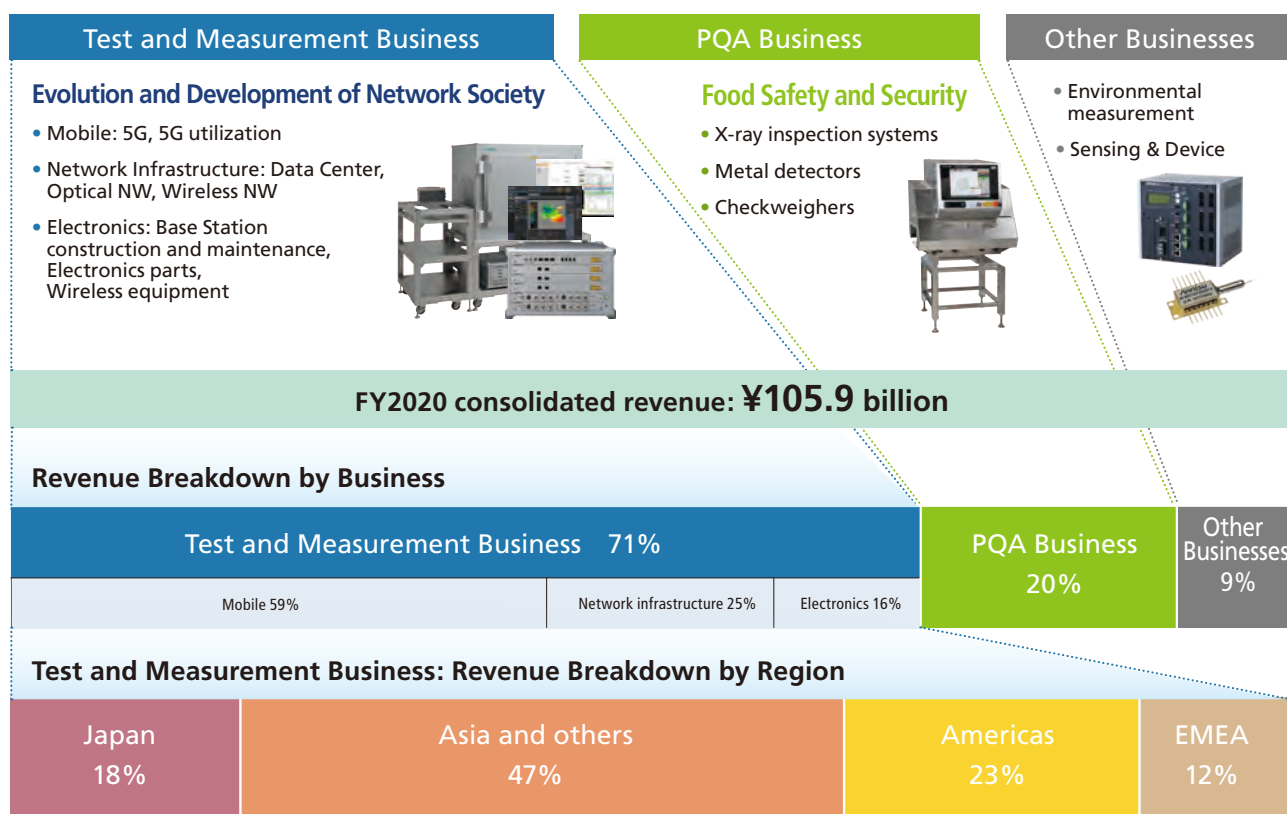 Test and Measurement Business
PQA Business
Other Businesses
Evolution and Development of Network Society
• Mobile: 5G, 5G utilization
• Network Infrastructure: Data Center,
Optical NW, Wireless NW
• Electronics: Base Station
construction and maintenance,
Electronics parts,
Wireless equipment
Food Safety and Security
• X-ray inspection systems
• Metal detectors
• Checkweighers
• Environmental
measurement
• Sensing & Device
FY2020 consolidated revenue: ¥105.9 billion
Revenue Breakdown by Business
Test and Measurement Business 71%
Mobile 59%
Network infrastructure 25%
Electronics 16%
PQA Business
20%
Other
Businesses
9%
Test and Measurement Business: Revenue Breakdown by Region
Japan
18%
Asia and others
47%
Americas
23%
EMEA
12%